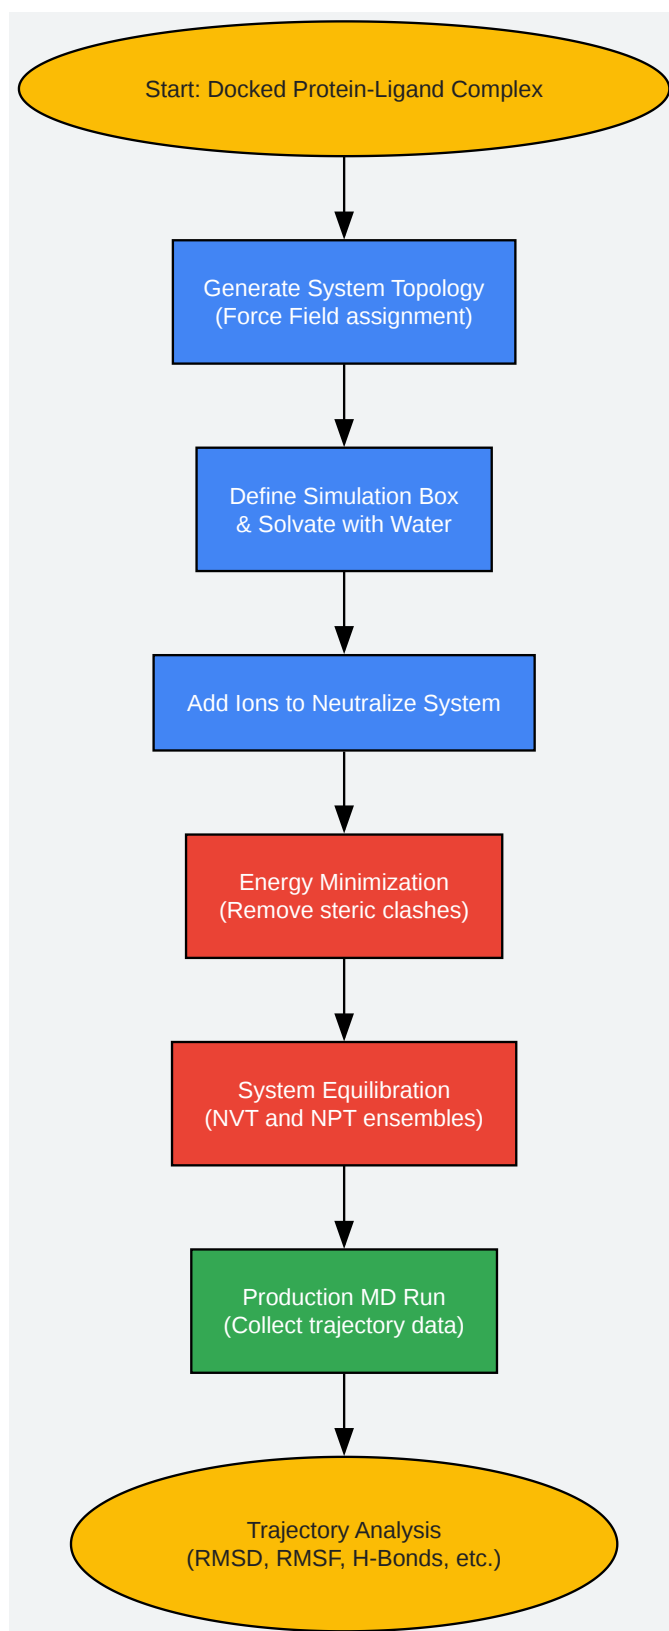 Start: Docked Protein-Ligand Complex
Generate System Topology
(Force Field assignment)
Define Simulation Box
& Solvate with Water
Add Ions to Neutralize System
Energy Minimization
(Remove steric clashes)
System Equilibration
(NVT and NPT ensembles)
Production MD Run
(Collect trajectory data)
Trajectory Analysis
(RMSD, RMSF, H-Bonds, etc.)